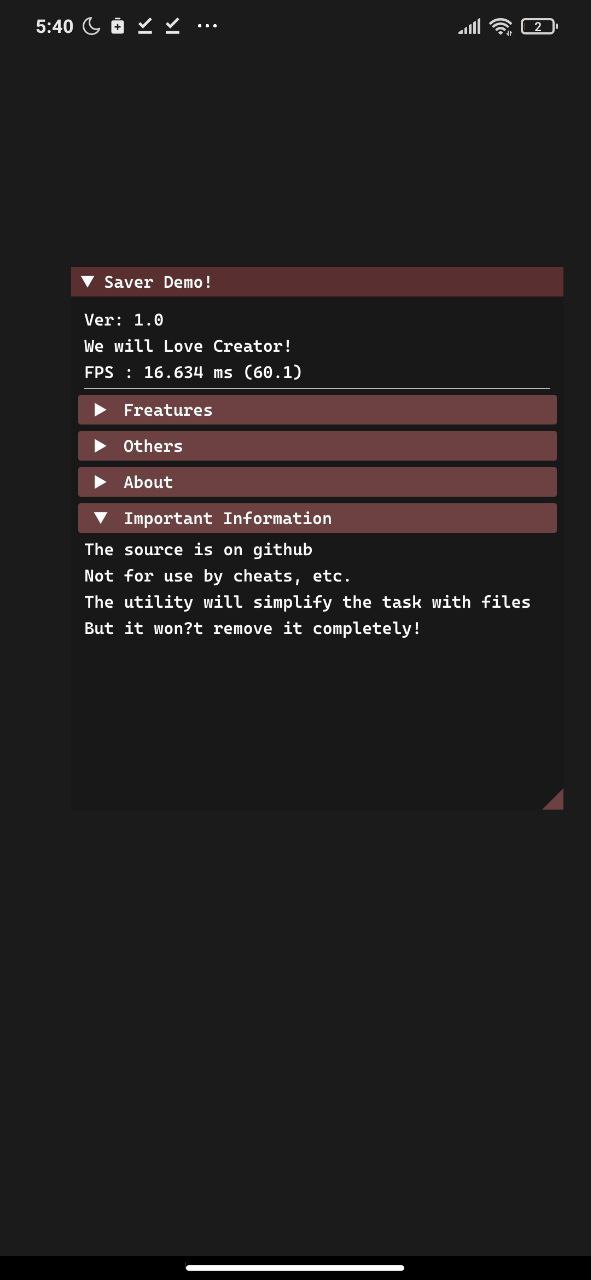 5:40
2
Saver Demo!
Ver: 1.0
We will Love Creator!
FPS : 16.634 ms (60.1)
Freatures
Others
About
Important Information
The source is on github
Not for use by cheats, etc.
The utility will simplify the task with files
But it won?t remove it completely!